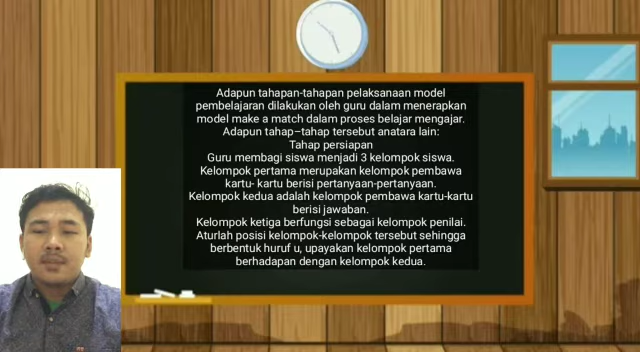 Adapun tahapan-tahapan pelaksanaan model
pembelajaran dilakukan oleh guru dalam menerapkan
model make a match dalam proses belajar mengajar.
Adapun tahap–tahap tersebut anatara lain:
Tahap persiapan
Guru membagi siswa menjadi 3 kelompok siswa.
Kelompok pertama merupakan kelompok pembawa
kartu- kartu berisi pertanyaan-pertanyaan.
Kelompok kedua adalah kelompok pembawa kartu-kartu
berisi jawaban.
Kelompok ketiga berfungsi sebagai kelompok penilai.
Aturlah posisi kelompok-kelompok tersebut sehingga
berbentuk huruf u, upayakan kelompok pertama
berhadapan dengan kelompok kedua.